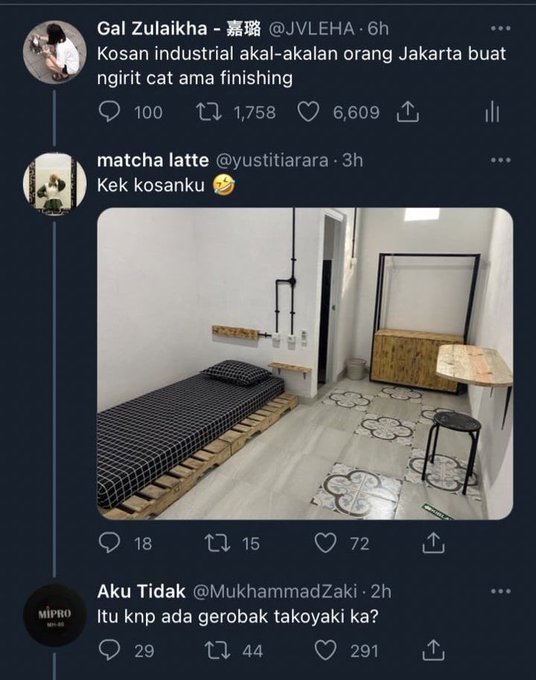 Gal Zulaikha - 嘉璐 @JVLEHA · 6h
Kosan industrial akal-akalan orang Jakarta buat
ngirit cat ama finishing
100 1,758 6,609
matcha latte @yustitiarara · 3h
Kek kosanku 🤣
18 15 72
Aku Tidak @MukhammadZaki · 2h
MIPRO
Itu knp ada gerobak takoyaki ka?
29 44 291